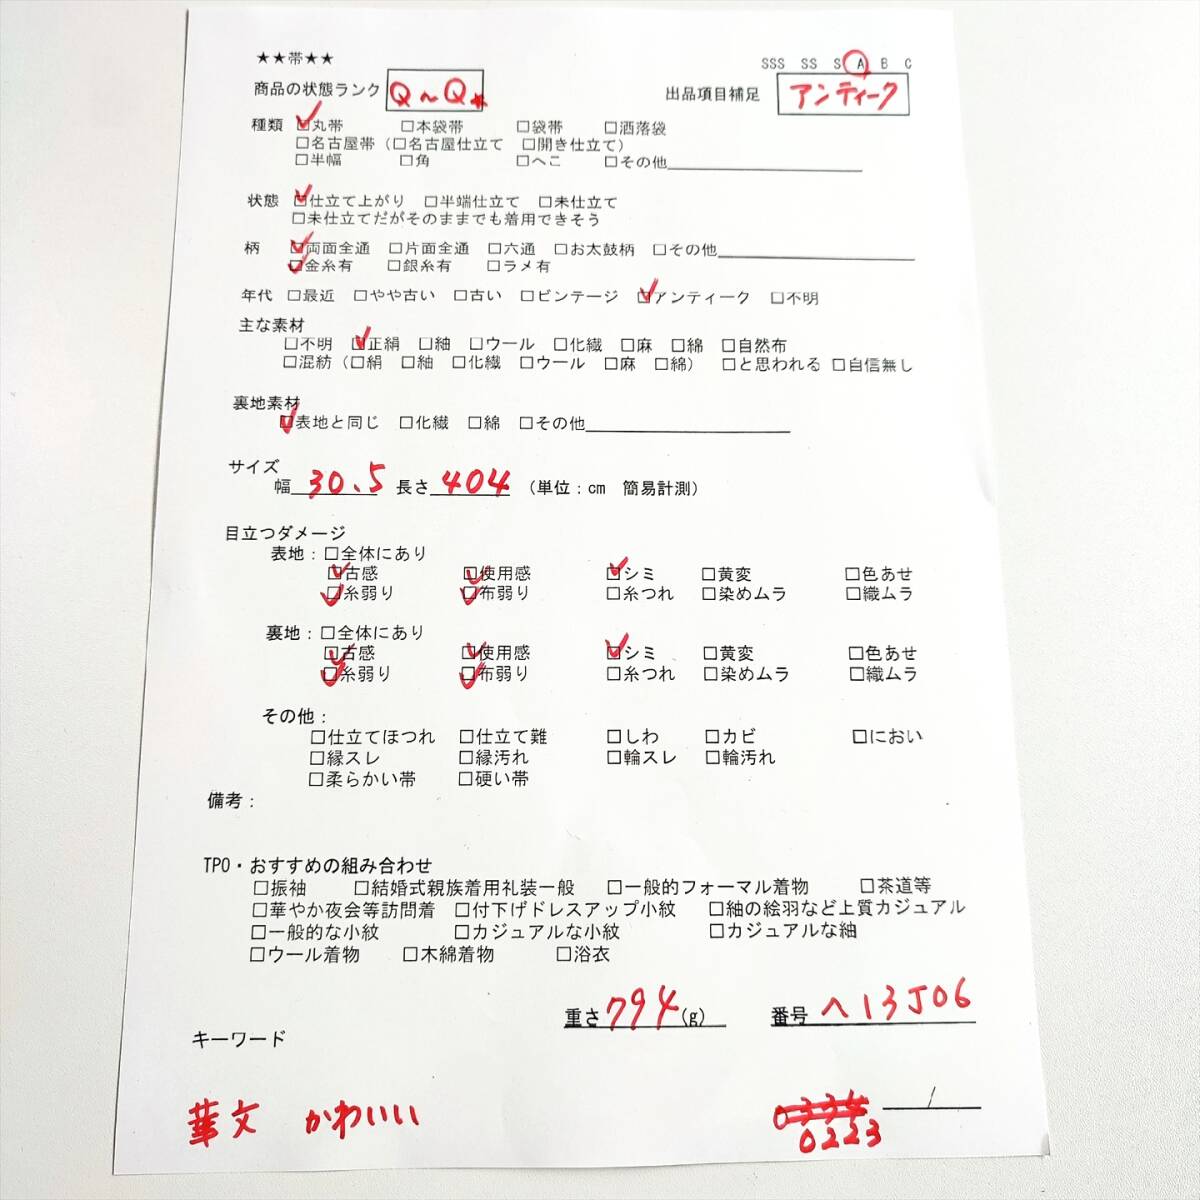 ★★帯★★
SSS SS S A B C
商品の状態ランク Q～Q★ 出品項目補足 アンティーク
種類 ☑丸帯 □本袋帯 □袋帯 □洒落袋
□名古屋帯（□名古屋仕立て □開き仕立て）
□半幅 □角 □へこ □その他
状態 ☑仕立て上がり □半端仕立て □未仕立て
□未仕立てだがそのままでも着用できそう
柄 ☑両面全通 □片面全通 □六通 □お太鼓柄 □その他
☑金糸有 □銀糸有 □ラメ有
年代 □最近 □やや古い □古い □ビンテージ ☑アンティーク □不明
主な素材
□不明 ☑正絹 □紬 □ウール □化繊 □麻 □綿 □自然布
□混紡（□絹 □紬 □化繊 □ウール □麻 □綿） □と思われる □自信無し
裏地素材
☑表地と同じ □化繊 □綿 □その他
サイズ
幅 30.5 長さ 404 （単位：cm 簡易計測）
目立つダメージ
表地：□全体にあり
☑古感 ☑使用感 ☑シミ □黄変 □色あせ
☑糸弱り ☑布弱り □糸つれ □染めムラ □織ムラ
裏地：□全体にあり
☑古感 ☑使用感 ☑シミ □黄変 □色あせ
☑糸弱り ☑布弱り □糸つれ □染めムラ □織ムラ
その他：
□仕立てほつれ □仕立て難 □しわ □カビ □におい
□縁スレ □縁汚れ □輪スレ □輪汚れ
□柔らかい帯 □硬い帯
備考：
TPO・おすすめの組み合わせ
□振袖 □結婚式親族着用礼装一般 □一般的フォーマル着物 □茶道等
□華やか夜会等訪問着 □付下げドレスアップ小紋 □紬の絵羽など上質カジュアル
□一般的な小紋 □カジュアルな小紋 □カジュアルな紬
□ウール着物 □木綿着物 □浴衣
重さ 794 (g) 番号 へ13J06
キーワード
華文 かわいい
0334 /
0223